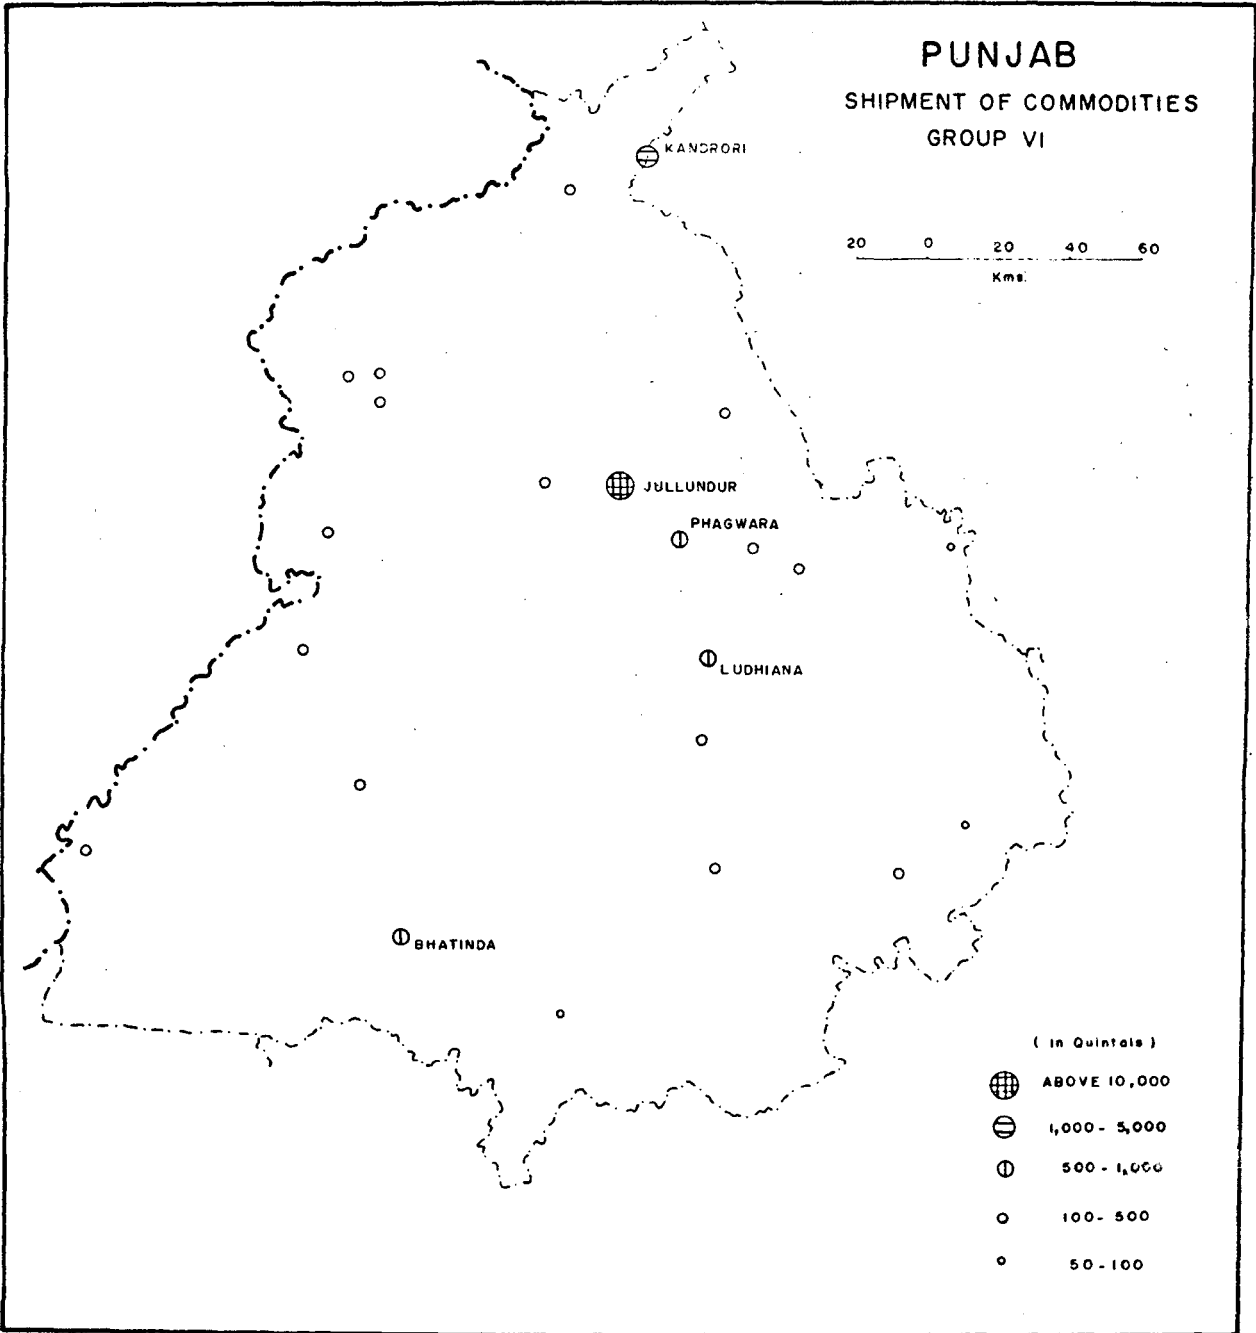 PUNJAB
SHIPMENT OF COMMODITIES
GROUP VI
KANDRORI
20 0 20 40 60
Kms.
JULLUNDUR
PHAGWARA
LUDHIANA
BHATINDA
( In Quintals )
ABOVE 10,000
1,000 - 5,000
500 - 1,000
100 - 500
50 - 100